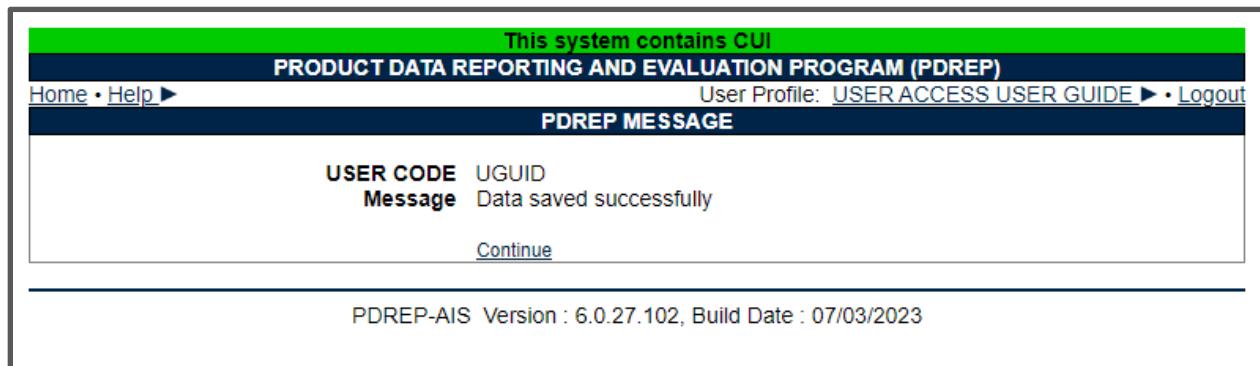 This system contains CUI
PRODUCT DATA REPORTING AND EVALUATION PROGRAM (PDREP)
Home • Help ▶ User Profile: USER ACCESS USER GUIDE ▶ • Logout
PDREP MESSAGE
USER CODE UGUID
Message Data saved successfully
Continue
PDREP-AIS Version : 6.0.27.102, Build Date : 07/03/2023